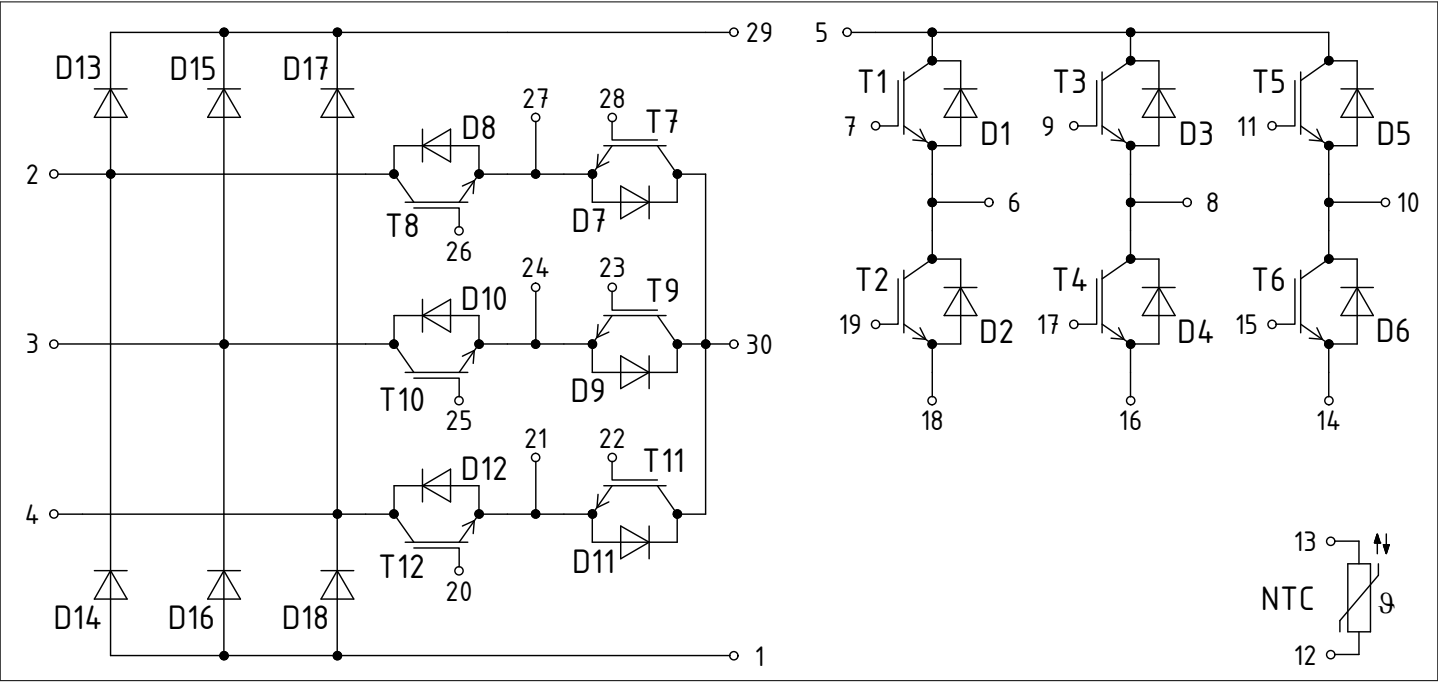 29 5
D13 D15 D17
27 28 T7
D8
T1 T3 T5
7 9 11
D1 D3 D5
2
T8 D7
26
6 8 10
24 23 T9
D10
T2 T4 T6
19 17 15
D2 D4 D6
3 30
T10 D9
25
18 16 14
21 22 T11
D12
4
T12 D11
20
13
NTC ϑ
D14 D16 D18
1 12